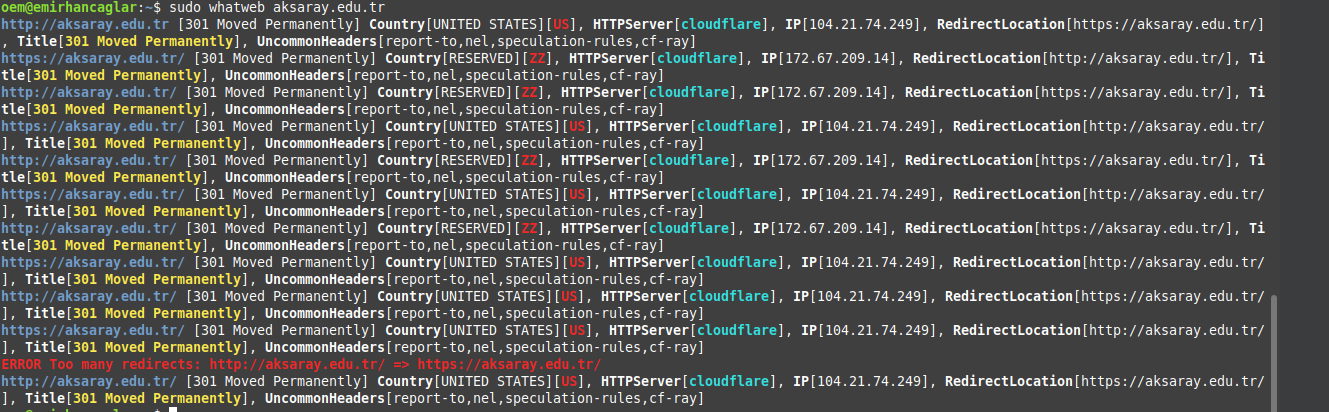 oem@emirhancaglar:~$ sudo whatweb aksaray.edu.tr
http://aksaray.edu.tr [301 Moved Permanently] Country[UNITED STATES][US], HTTPServer[cloudflare], IP[104.21.74.249], RedirectLocation[https://aksaray.edu.tr/]
, Title[301 Moved Permanently], UncommonHeaders[report-to,nel,speculation-rules,cf-ray]
https://aksaray.edu.tr/ [301 Moved Permanently] Country[RESERVED][ZZ], HTTPServer[cloudflare], IP[172.67.209.14], RedirectLocation[http://aksaray.edu.tr/], Ti
tle[301 Moved Permanently], UncommonHeaders[report-to,nel,speculation-rules,cf-ray]
http://aksaray.edu.tr/ [301 Moved Permanently] Country[RESERVED][ZZ], HTTPServer[cloudflare], IP[172.67.209.14], RedirectLocation[https://aksaray.edu.tr/], Ti
tle[301 Moved Permanently], UncommonHeaders[report-to,nel,speculation-rules,cf-ray]
https://aksaray.edu.tr/ [301 Moved Permanently] Country[UNITED STATES][US], HTTPServer[cloudflare], IP[104.21.74.249], RedirectLocation[http://aksaray.edu.tr/
], Title[301 Moved Permanently], UncommonHeaders[report-to,nel,speculation-rules,cf-ray]
http://aksaray.edu.tr/ [301 Moved Permanently] Country[RESERVED][ZZ], HTTPServer[cloudflare], IP[172.67.209.14], RedirectLocation[https://aksaray.edu.tr/], Ti
tle[301 Moved Permanently], UncommonHeaders[report-to,nel,speculation-rules,cf-ray]
https://aksaray.edu.tr/ [301 Moved Permanently] Country[UNITED STATES][US], HTTPServer[cloudflare], IP[104.21.74.249], RedirectLocation[http://aksaray.edu.tr/
], Title[301 Moved Permanently], UncommonHeaders[report-to,nel,speculation-rules,cf-ray]
http://aksaray.edu.tr/ [301 Moved Permanently] Country[RESERVED][ZZ], HTTPServer[cloudflare], IP[172.67.209.14], RedirectLocation[https://aksaray.edu.tr/], Ti
tle[301 Moved Permanently], UncommonHeaders[report-to,nel,speculation-rules,cf-ray]
https://aksaray.edu.tr/ [301 Moved Permanently] Country[UNITED STATES][US], HTTPServer[cloudflare], IP[104.21.74.249], RedirectLocation[http://aksaray.edu.tr/
], Title[301 Moved Permanently], UncommonHeaders[report-to,nel,speculation-rules,cf-ray]
http://aksaray.edu.tr/ [301 Moved Permanently] Country[UNITED STATES][US], HTTPServer[cloudflare], IP[104.21.74.249], RedirectLocation[https://aksaray.edu.tr/
], Title[301 Moved Permanently], UncommonHeaders[report-to,nel,speculation-rules,cf-ray]
https://aksaray.edu.tr/ [301 Moved Permanently] Country[UNITED STATES][US], HTTPServer[cloudflare], IP[104.21.74.249], RedirectLocation[http://aksaray.edu.tr/
], Title[301 Moved Permanently], UncommonHeaders[report-to,nel,speculation-rules,cf-ray]
ERROR Too many redirects: http://aksaray.edu.tr/ => https://aksaray.edu.tr/
http://aksaray.edu.tr/ [301 Moved Permanently] Country[UNITED STATES][US], HTTPServer[cloudflare], IP[104.21.74.249], RedirectLocation[https://aksaray.edu.tr/
], Title[301 Moved Permanently], UncommonHeaders[report-to,nel,speculation-rules,cf-ray]
oem@emirhancaglar:~$